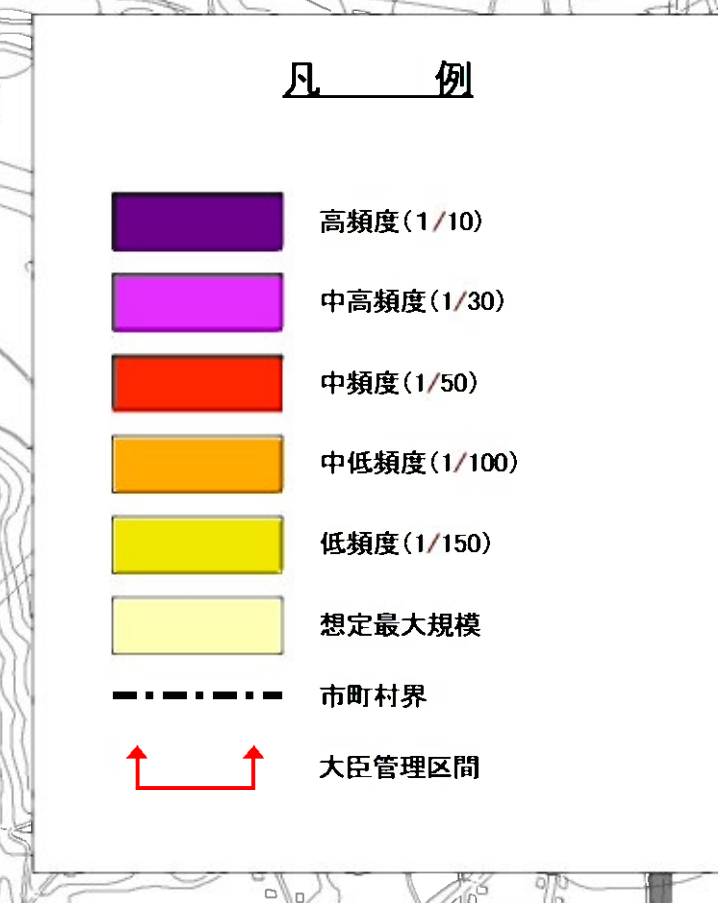 凡　例
高頻度(1/10)
中高頻度(1/30)
中頻度(1/50)
中低頻度(1/100)
低頻度(1/150)
想定最大規模
市町村界
大臣管理区間